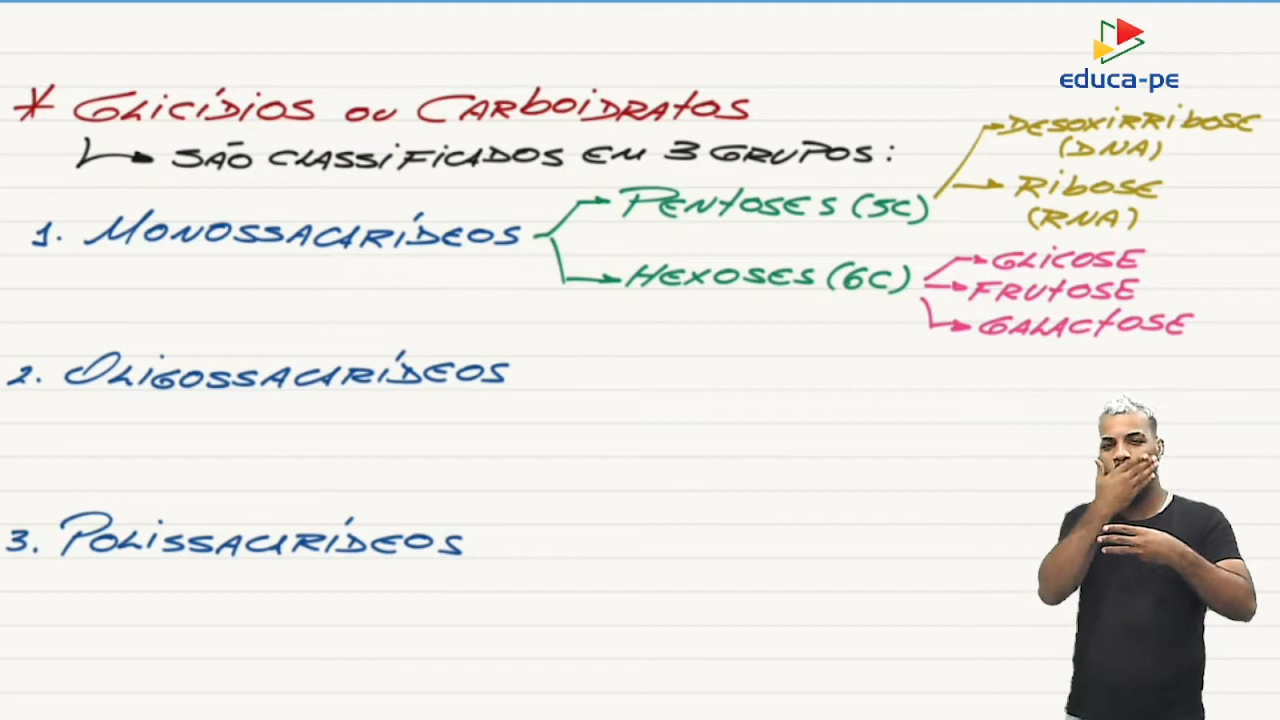 educa-pe
* GLICÍDIOS OU CARBOIDRATOS
SÃO CLASSIFICADOS EM 3 GRUPOS:
1. MONOSSACARÍDEOS
PENTOSES (5C)
DESOXIRRIBOSE
(DNA)
RIBOSE
(RNA)
HEXOSES (6C)
GLICOSE
FRUTOSE
GALACTOSE
2. OLIGOSSACARÍDEOS
3. POLISSACARÍDEOS